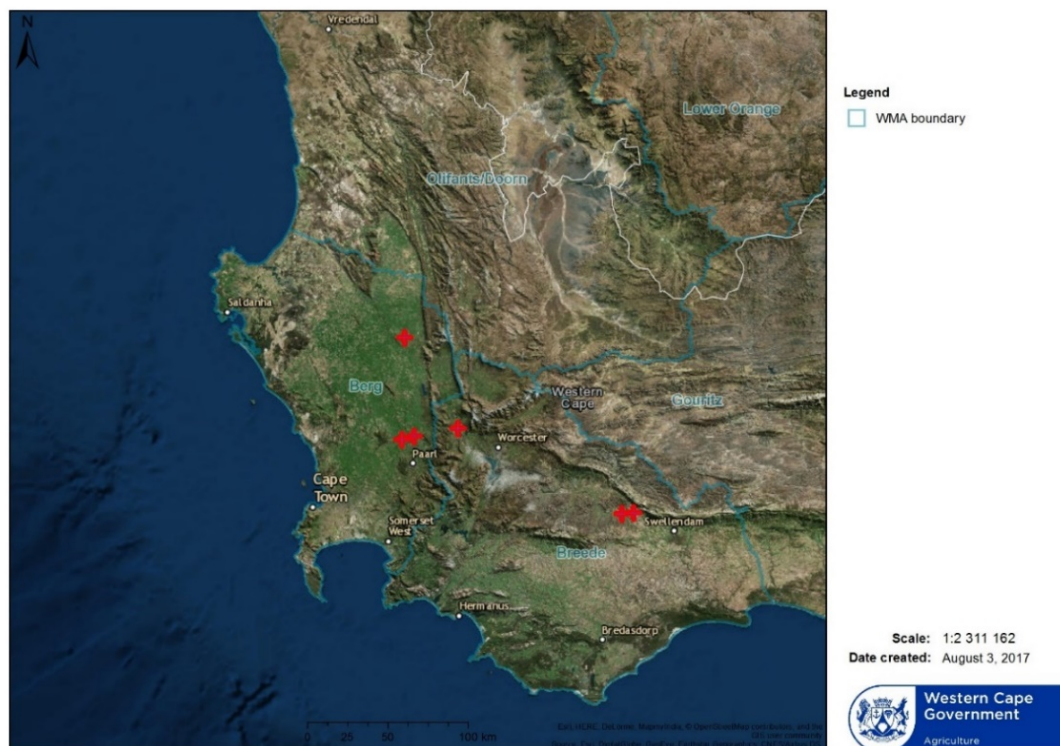 N
Vredendal
Lower Orange
Olifants/Doorn
Saldanha
Berg
Western
Cape
Gouritz
Worcester
Paarl
Cape
Town
Somerset
West
Swellendam
Breede
Hermanus
Bredasdorp
0 50 100 km
Legend
WMA boundary
Scale: 1:2 311 162
Date created: August 3, 2017
Western Cape
Government
Agriculture